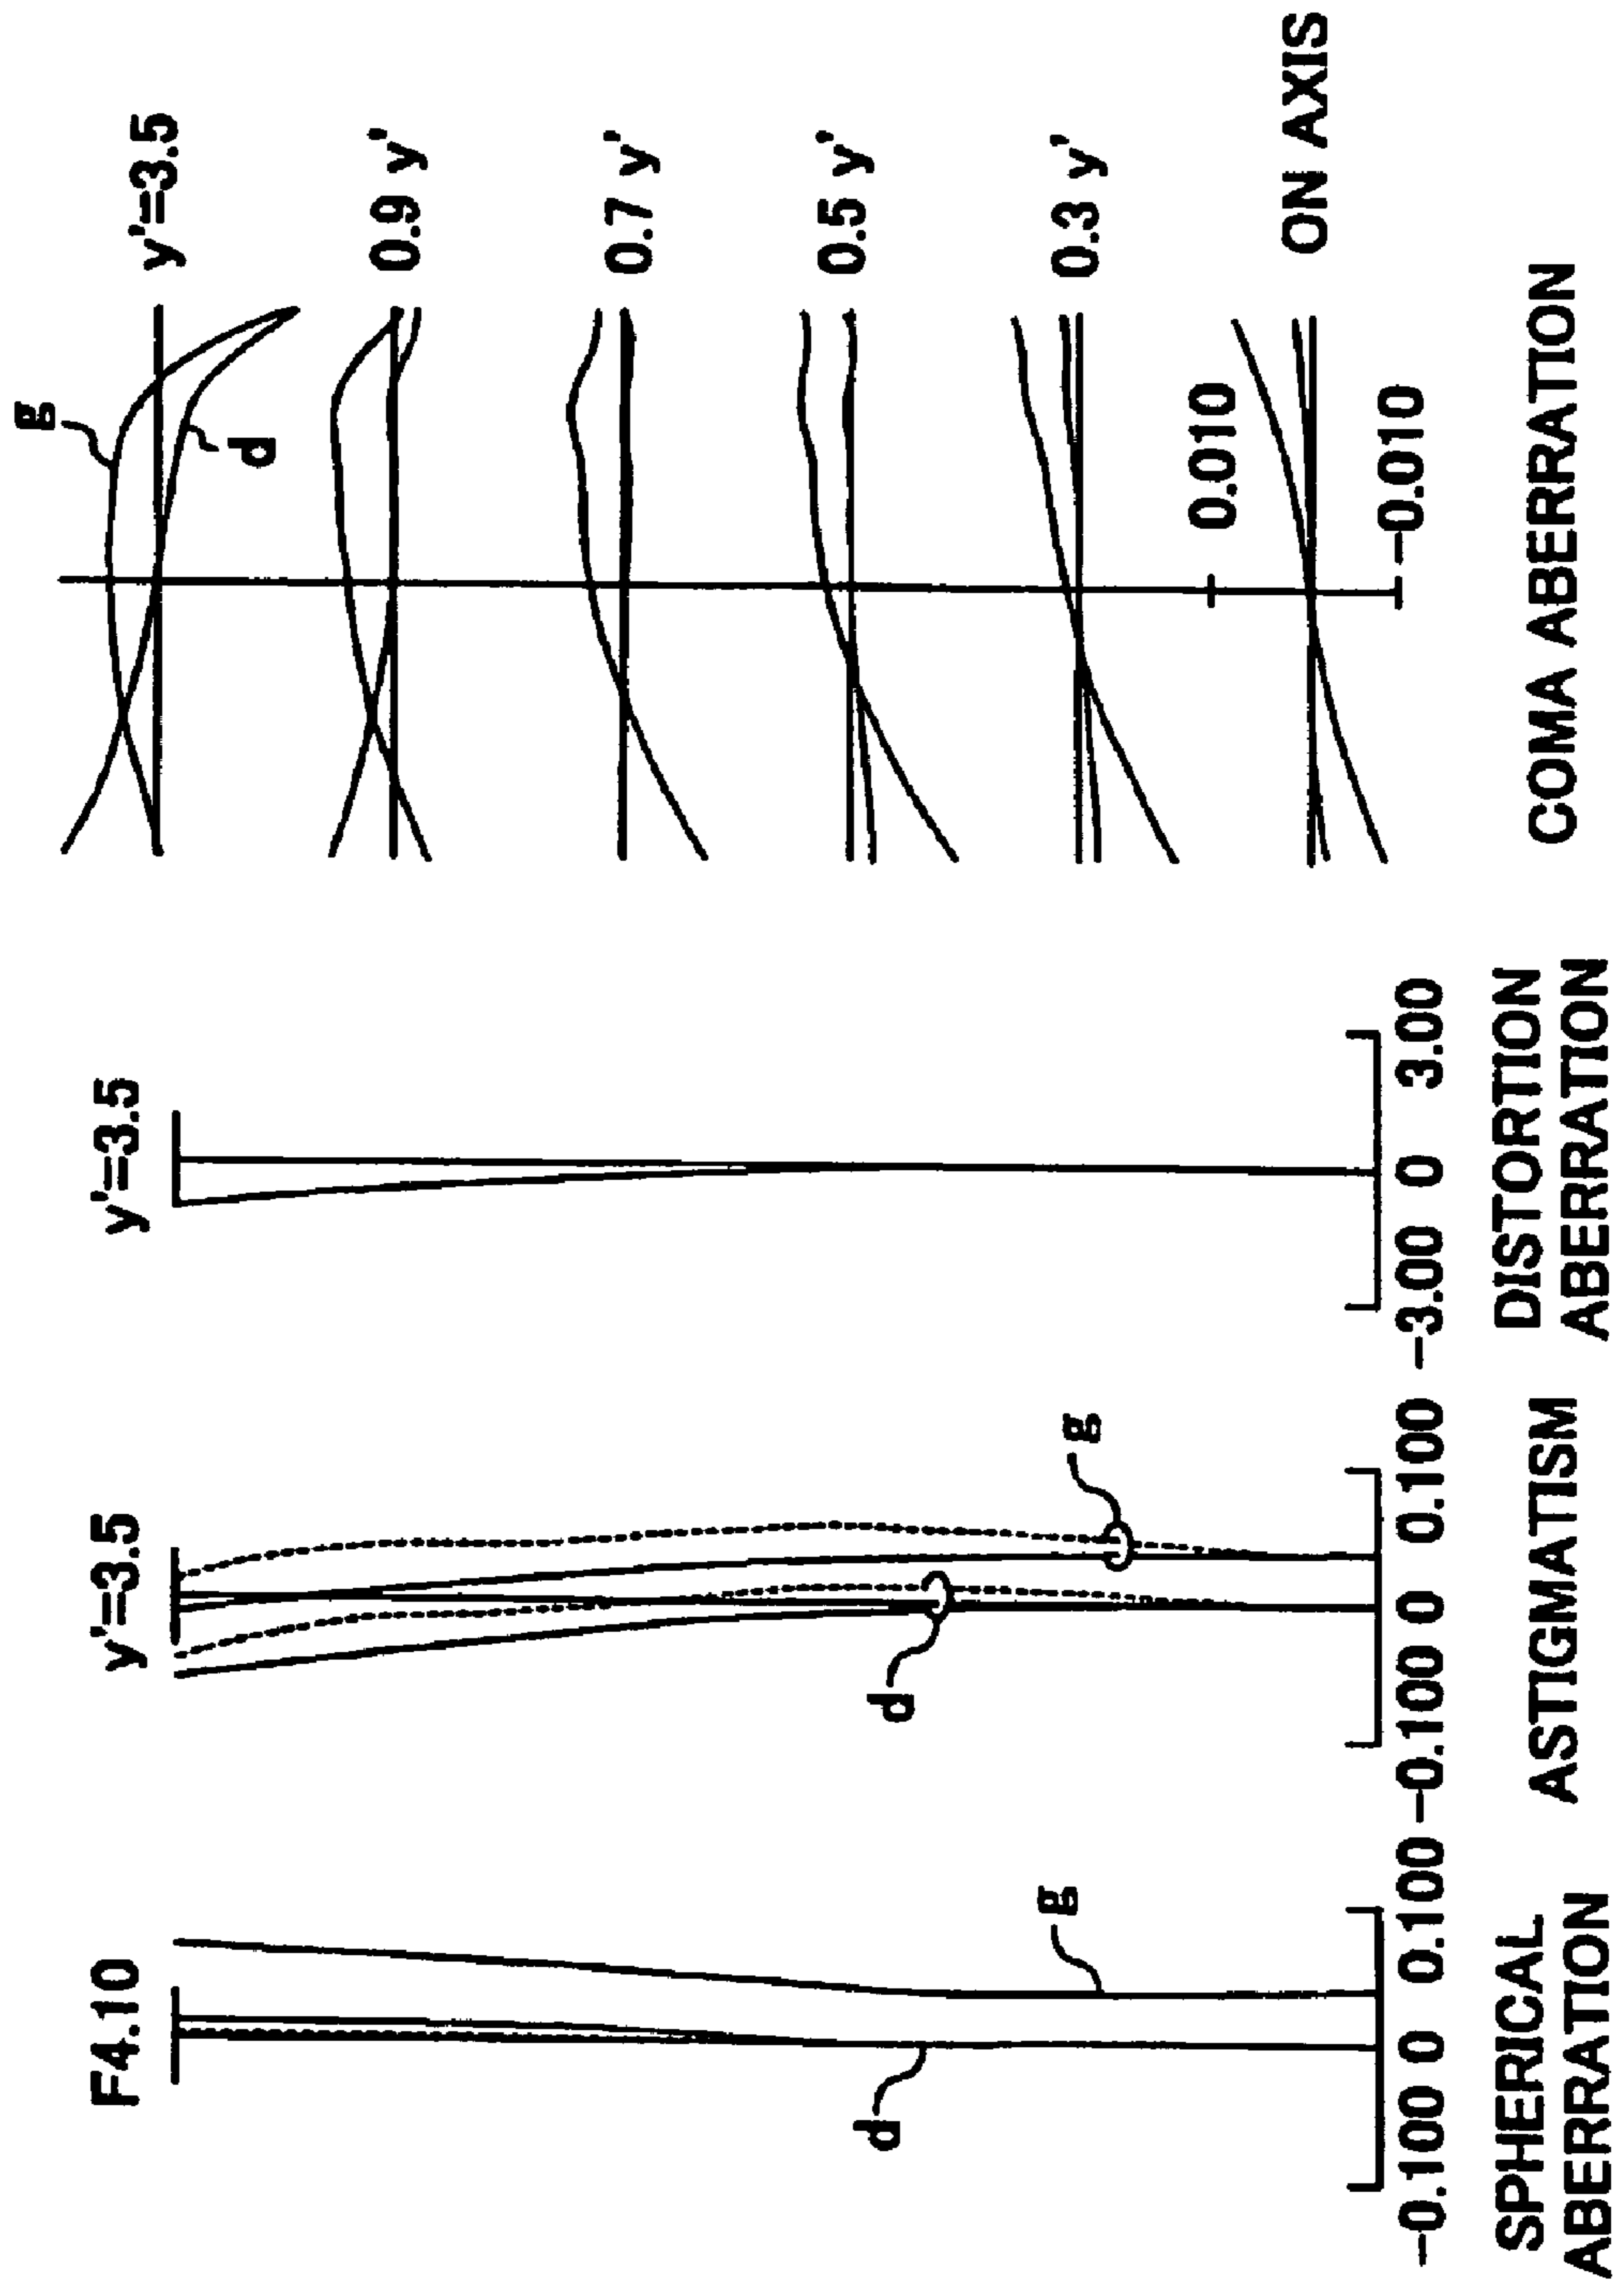 F4.10
g
d
-0.100 0 0.100
SPHERICAL
ABERRATION
y'=3.5
g
d
-0.100 0 0.100
ASTIGMATISM
y'=3.5
-3.00 0 3.00
DISTORTION
ABERRATION
g
d
y'=3.5
0.9 y'
0.7 y'
0.5 y'
0.3 y'
0.010
ON AXIS
-0.010
COMA ABERRATION